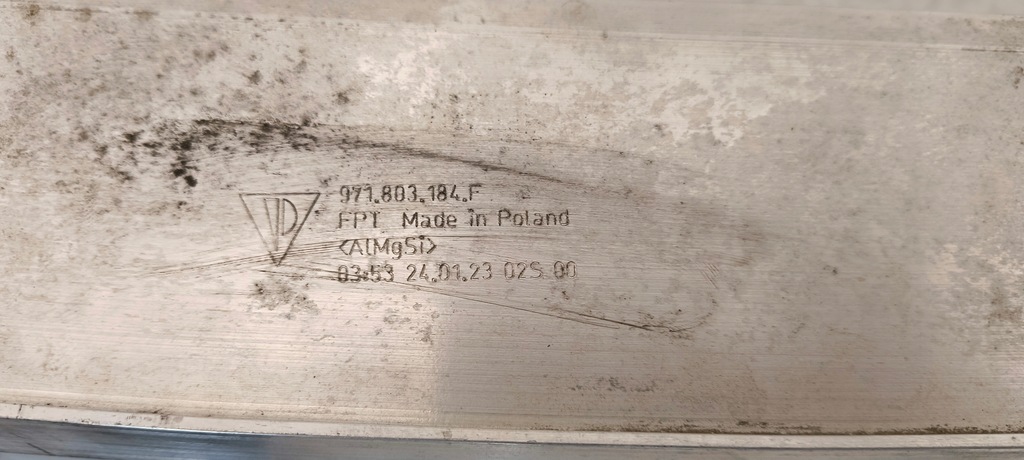 971.803.184.F
FPT Made in Poland
<AlMgSi>
03:53 24.01.23 02S 00